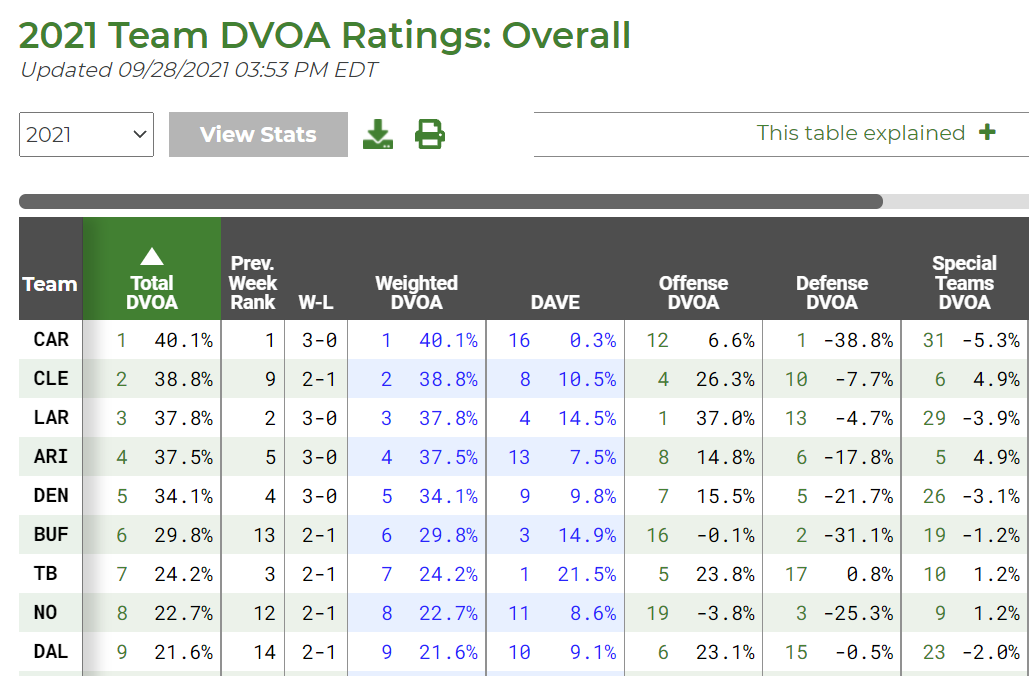 2021 Team DVOA Ratings: Overall
Updated 09/28/2021 03:53 PM EDT
2021 View Stats This table explained +
Team Total DVOA Prev. Week Rank W-L Weighted DVOA DAVE Offense DVOA Defense DVOA Special Teams DVOA
CAR 1 40.1% 1 3-0 1 40.1% 16 0.3% 12 6.6% 1 -38.8% 31 -5.3%
CLE 2 38.8% 9 2-1 2 38.8% 8 10.5% 4 26.3% 10 -7.7% 6 4.9%
LAR 3 37.8% 2 3-0 3 37.8% 4 14.5% 1 37.0% 13 -4.7% 29 -3.9%
ARI 4 37.5% 5 3-0 4 37.5% 13 7.5% 8 14.8% 6 -17.8% 5 4.9%
DEN 5 34.1% 4 3-0 5 34.1% 9 9.8% 7 15.5% 5 -21.7% 26 -3.1%
BUF 6 29.8% 13 2-1 6 29.8% 3 14.9% 16 -0.1% 2 -31.1% 19 -1.2%
TB 7 24.2% 3 2-1 7 24.2% 1 21.5% 5 23.8% 17 0.8% 10 1.2%
NO 8 22.7% 12 2-1 8 22.7% 11 8.6% 19 -3.8% 3 -25.3% 9 1.2%
DAL 9 21.6% 14 2-1 9 21.6% 10 9.1% 6 23.1% 15 -0.5% 23 -2.0%